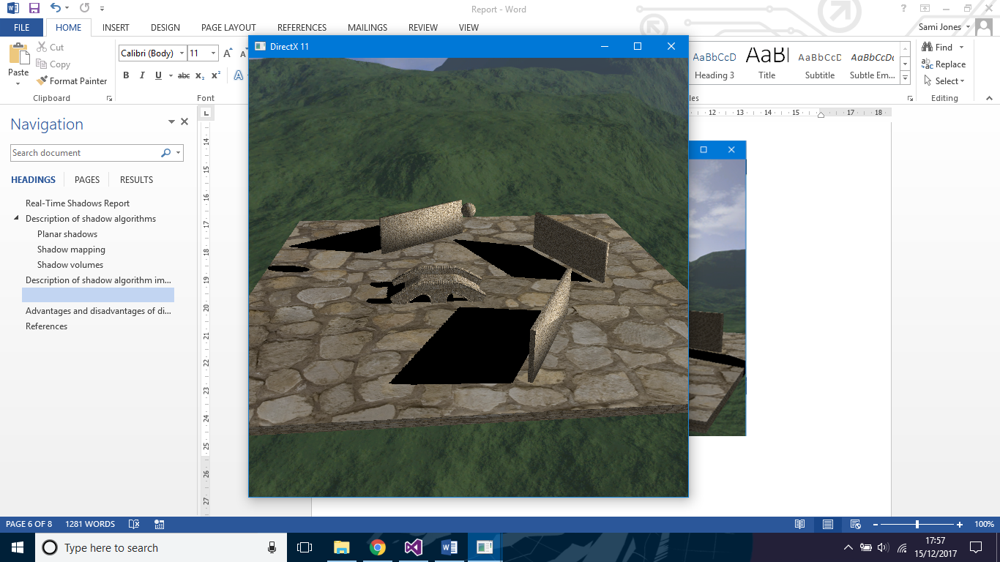 Report - Word
FILE HOME INSERT DESIGN PAGE LAYOUT REFERENCES MAILINGS REVIEW VIEW
Sami Jones
DirectX 11
Paste
Cut
Copy
Format Painter
Clipboard
Calibri (Body) 11
B I U abc x₂ x²
Font
AaBbCcD
Heading 3
Title
AaBbCcD
Subtitle
Subtle Em...
Find
Replace
Select
Editing
Navigation
Search document
HEADINGS PAGES RESULTS
Real-Time Shadows Report
Description of shadow algorithms
Planar shadows
Shadow mapping
Shadow volumes
Description of shadow algorithm im...
Advantages and disadvantages of di...
References
12 13 14 15 17 18
14
15
16
17
18
19
20
21
22
23
24
25
26
27
PAGE 6 OF 8 1281 WORDS
100%
Type here to search
17:57
15/12/2017